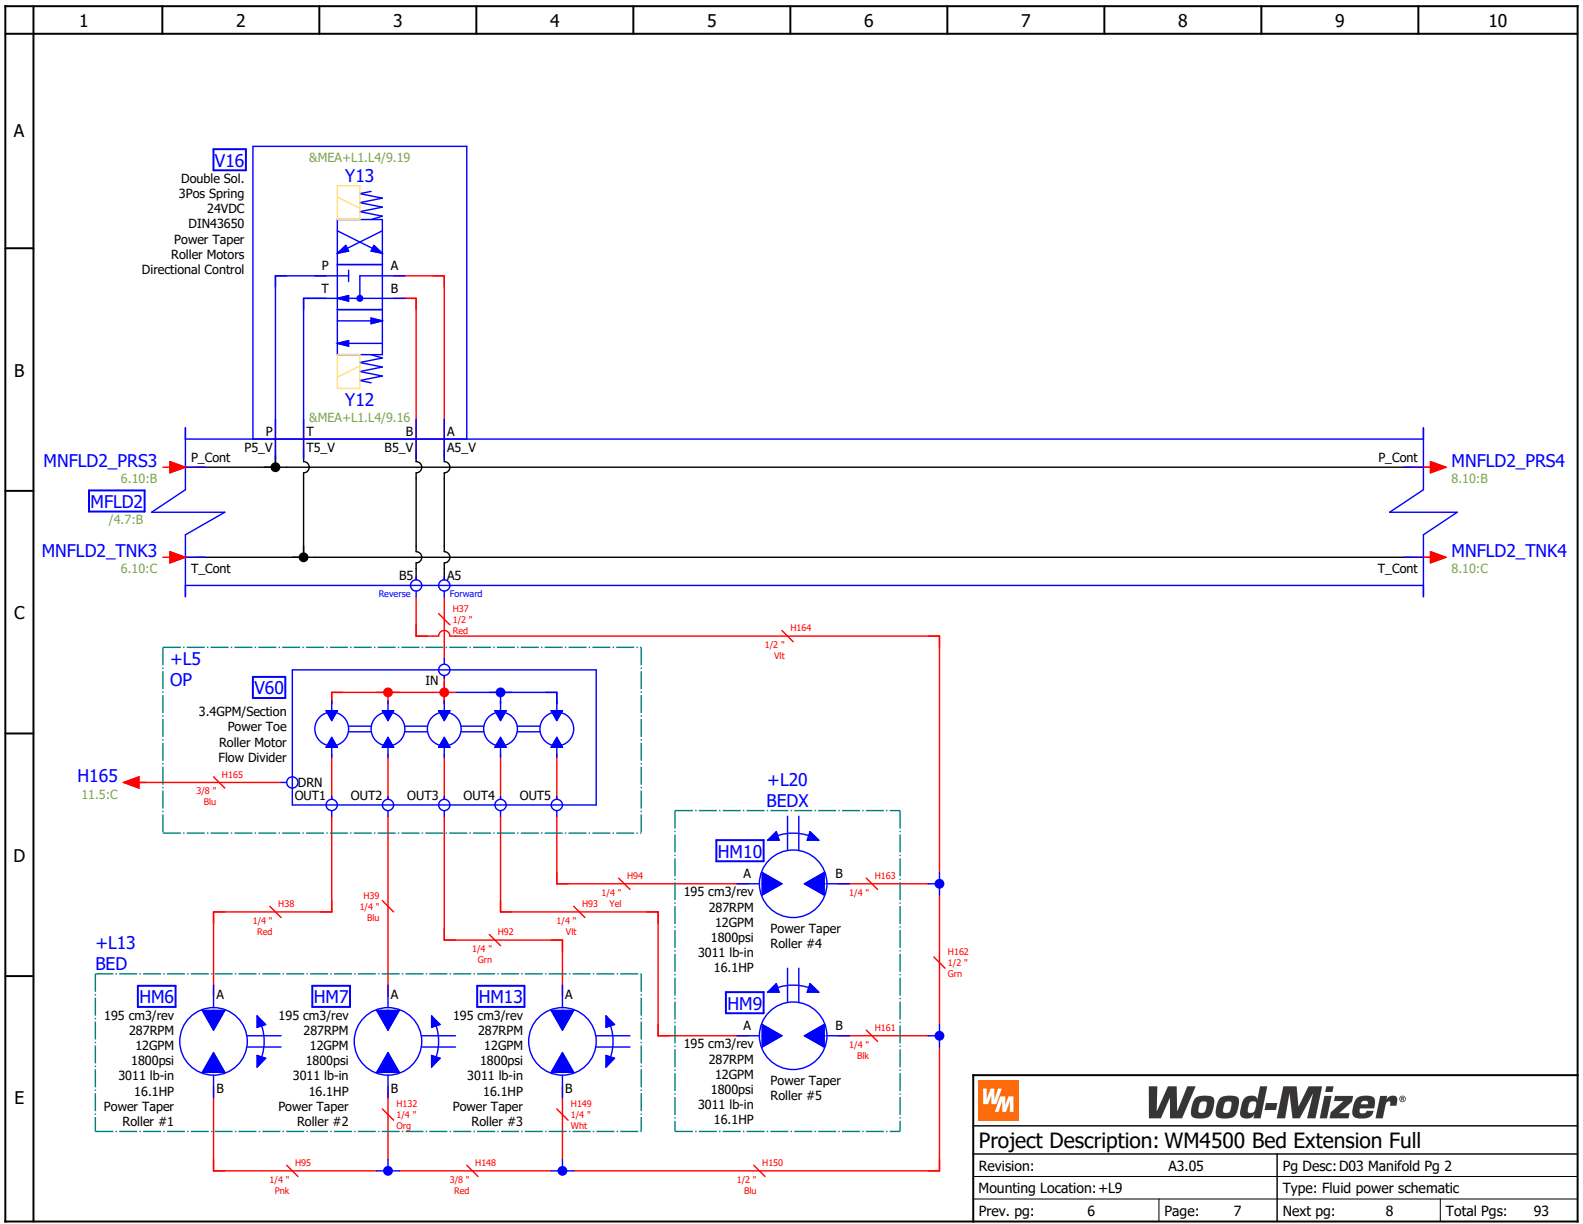 1 2 3 4 5 6 7 8 9 10
A
B
C
D
E
V16
Double Sol.
3Pos Spring
24VDC
DIN43650
Power Taper
Roller Motors
Directional Control
&MEA+L1.L4/9.19
Y13
P A
T B
Y12
&MEA+L1.L4/9.16
P T B A
P5_V T5_V B5_V A5_V
MNFLD2_PRS3
6.10:B
P_Cont
P_Cont
MNFLD2_PRS4
8.10:B
MFLD2
/4.7:B
MNFLD2_TNK3
6.10:C
T_Cont
T_Cont
MNFLD2_TNK4
8.10:C
B5 A5
Reverse Forward
H37
1/2 "
Red
H164
1/2 "
Vlt
+L5
OP
V60
3.4GPM/Section
Power Toe
Roller Motor
Flow Divider
IN
DRN
OUT1 OUT2 OUT3 OUT4 OUT5
H165
11.5:C
H165
3/8 "
Blu
+L20
BEDX
HM10
A B
195 cm3/rev
287RPM
12GPM
1800psi
3011 lb-in
16.1HP
Power Taper
Roller #4
H163
1/4 "
H94
1/4 "
Yel
H93
1/4 "
Vlt
H92
1/4 "
Grn
H39
1/4 "
Blu
H38
1/4 "
Red
H162
1/2 "
Grn
HM9
A B
195 cm3/rev
287RPM
12GPM
1800psi
3011 lb-in
16.1HP
Power Taper
Roller #5
H161
1/4 "
Blk
+L13
BED
HM6
A
195 cm3/rev
287RPM
12GPM
1800psi
3011 lb-in
16.1HP
Power Taper
Roller #1
B
HM7
A
195 cm3/rev
287RPM
12GPM
1800psi
3011 lb-in
16.1HP
Power Taper
Roller #2
B
H132
1/4 "
Org
HM13
A
195 cm3/rev
287RPM
12GPM
1800psi
3011 lb-in
16.1HP
Power Taper
Roller #3
B
H149
1/4 "
Wht
H95
1/4 "
Pnk
H148
3/8 "
Red
H150
1/2 "
Blu
WM
Wood-Mizer®
Project Description: WM4500 Bed Extension Full
Revision: A3.05 Pg Desc: D03 Manifold Pg 2
Mounting Location: +L9 Type: Fluid power schematic
Prev. pg: 6 Page: 7 Next pg: 8 Total Pgs: 93